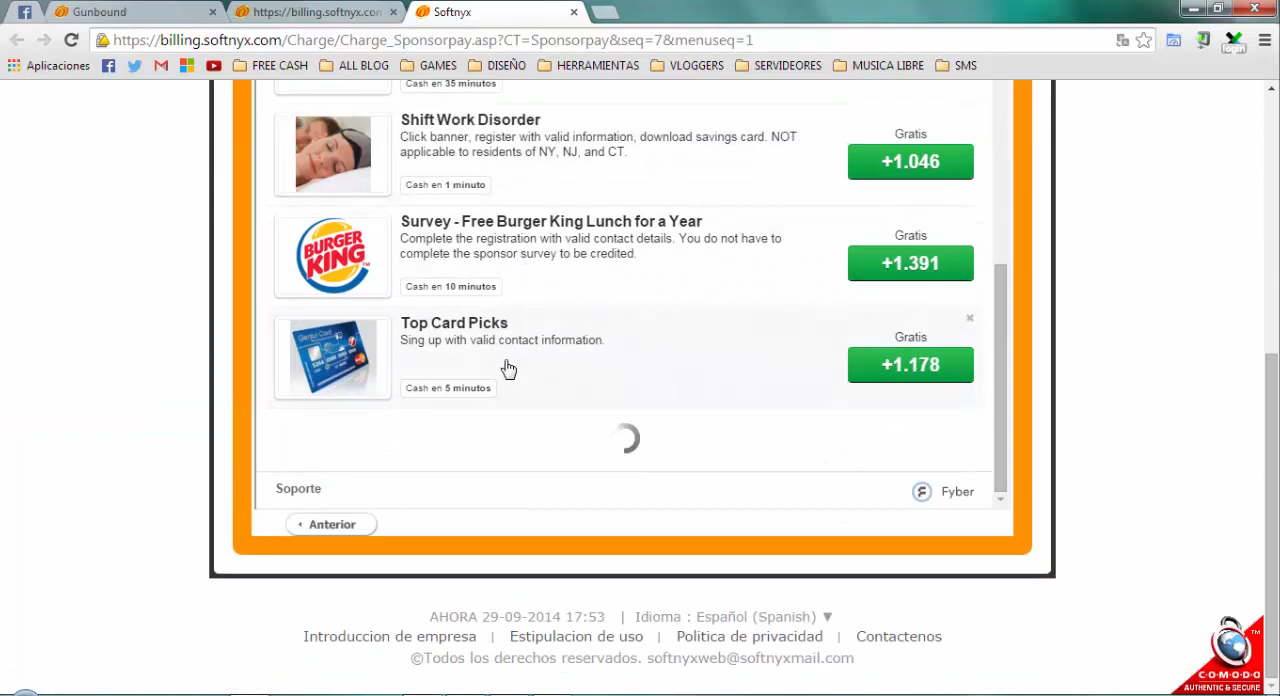 Gunbound
https://billing.softnyx.con
Softnyx
https://billing.softnyx.com/Charge/Charge_Sponsorpay.asp?CT=Sponsorpay&seq=7&menuseq=1
login
Aplicaciones
FREE CASH
ALL BLOG
GAMES
DISEÑO
HERRAMIENTAS
VLOGGERS
SERVIDEORES
MUSICA LIBRE
SMS
Cash en 35 minutos
Shift Work Disorder
Click banner, register with valid information, download savings card. NOT
applicable to residents of NY, NJ, and CT.
Cash en 1 minuto
Gratis
+1.046
Survey - Free Burger King Lunch for a Year
Complete the registration with valid contact details. You do not have to
complete the sponsor survey to be credited.
Cash en 10 minutos
Gratis
+1.391
BURGER
KING
Top Card Picks
Sing up with valid contact information.
Cash en 5 minutos
Gratis
+1.178
Soporte
Fyber
Anterior
AHORA 29-09-2014 17:53 | Idioma : Español (Spanish) ▼
Introduccion de empresa | Estipulacion de uso | Politica de privacidad | Contactenos
©Todos los derechos reservados. softnyxweb@softnyxmail.com
TM
COMODO
AUTHENTIC & SECURE